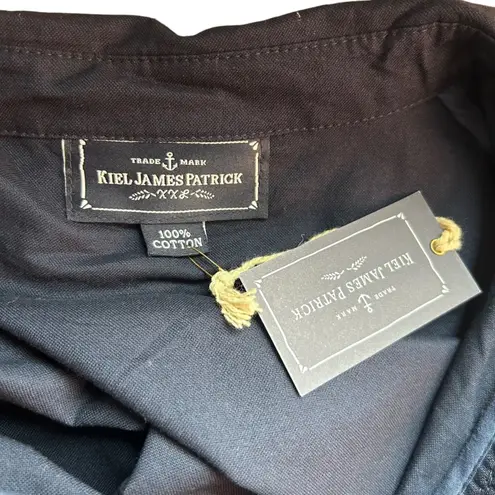 TRADE MARK
KIEL JAMES PATRICK
XXL
100%
COTTON
KIEL JAMES PATRICK
TRADE MARK